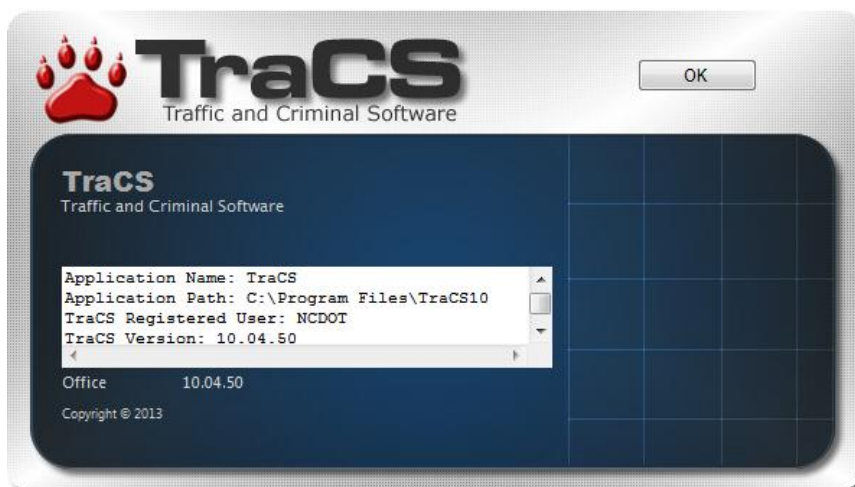 TraCS
Traffic and Criminal Software
OK
TraCS
Traffic and Criminal Software
Application Name: TraCS
Application Path: C:\Program Files\TraCS10
TraCS Registered User: NCDOT
TraCS Version: 10.04.50
Office 10.04.50
Copyright © 2013